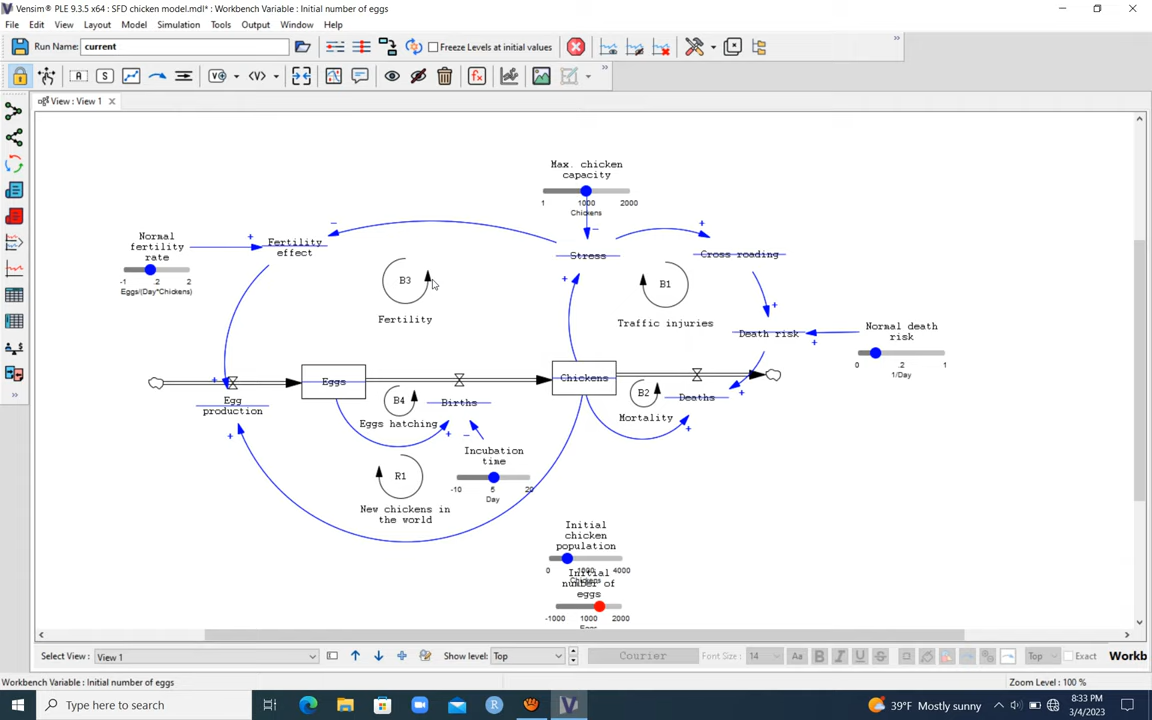 Vensim® PLE 9.3.5 x64 : SFD chicken model.mdl* : Workbench Variable : Initial number of eggs
File Edit View Layout Model Simulation Tools Output Window Help
Run Name: current Freeze Levels at initial values
View : View 1
Max. chicken
capacity
1 1000 2000
Chickens
Normal
fertility
rate
-1 .2 2
Eggs/(Day*Chickens)
+
Fertility
effect
−
−
Stress
+
Cross roading
B3
Fertility
+
B1
Traffic injuries
+
Death risk
+
Normal death
risk
0 .2 1
1/Day
+
Egg
production
+
Eggs
B4
Eggs hatching
+
Births
−
Chickens
B2
Mortality
+
Deaths
+
R1
New chickens in
the world
Incubation
time
-10 5 20
Day
Initial
chicken
population
0 1000 4000
Chickens
Initial
number of
eggs
-1000 1000 2000
Eggs
Select View: View 1 Show level: Top Courier Font Size: 14 Aa B I U S Top Exact Workb
Workbench Variable: Initial number of eggs Zoom Level: 100 %
Type here to search R V 39°F Mostly sunny 8:33 PM
3/4/2023